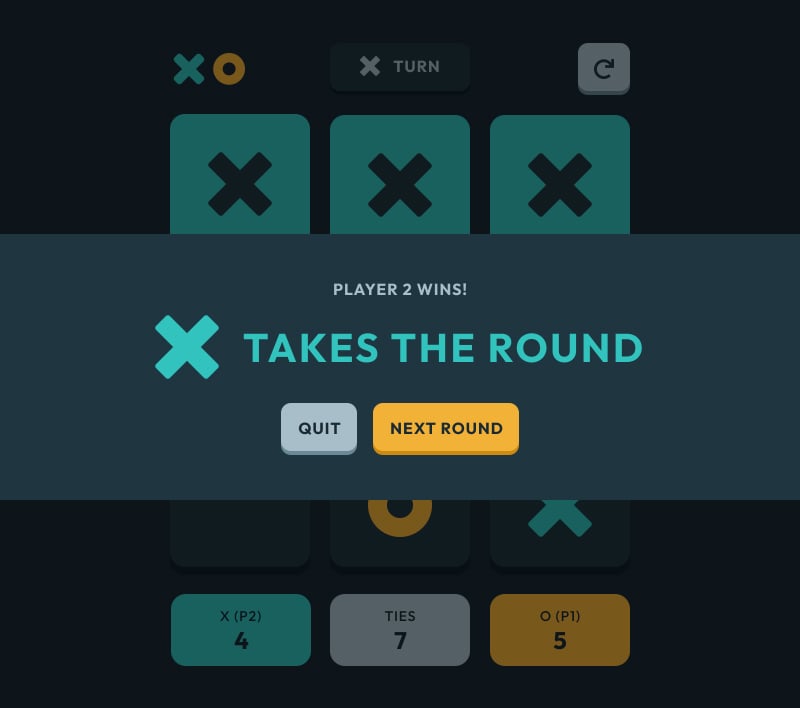 TURN
PLAYER 2 WINS!
TAKES THE ROUND
QUIT
NEXT ROUND
X (P2)
4
TIES
7
O (P1)
5